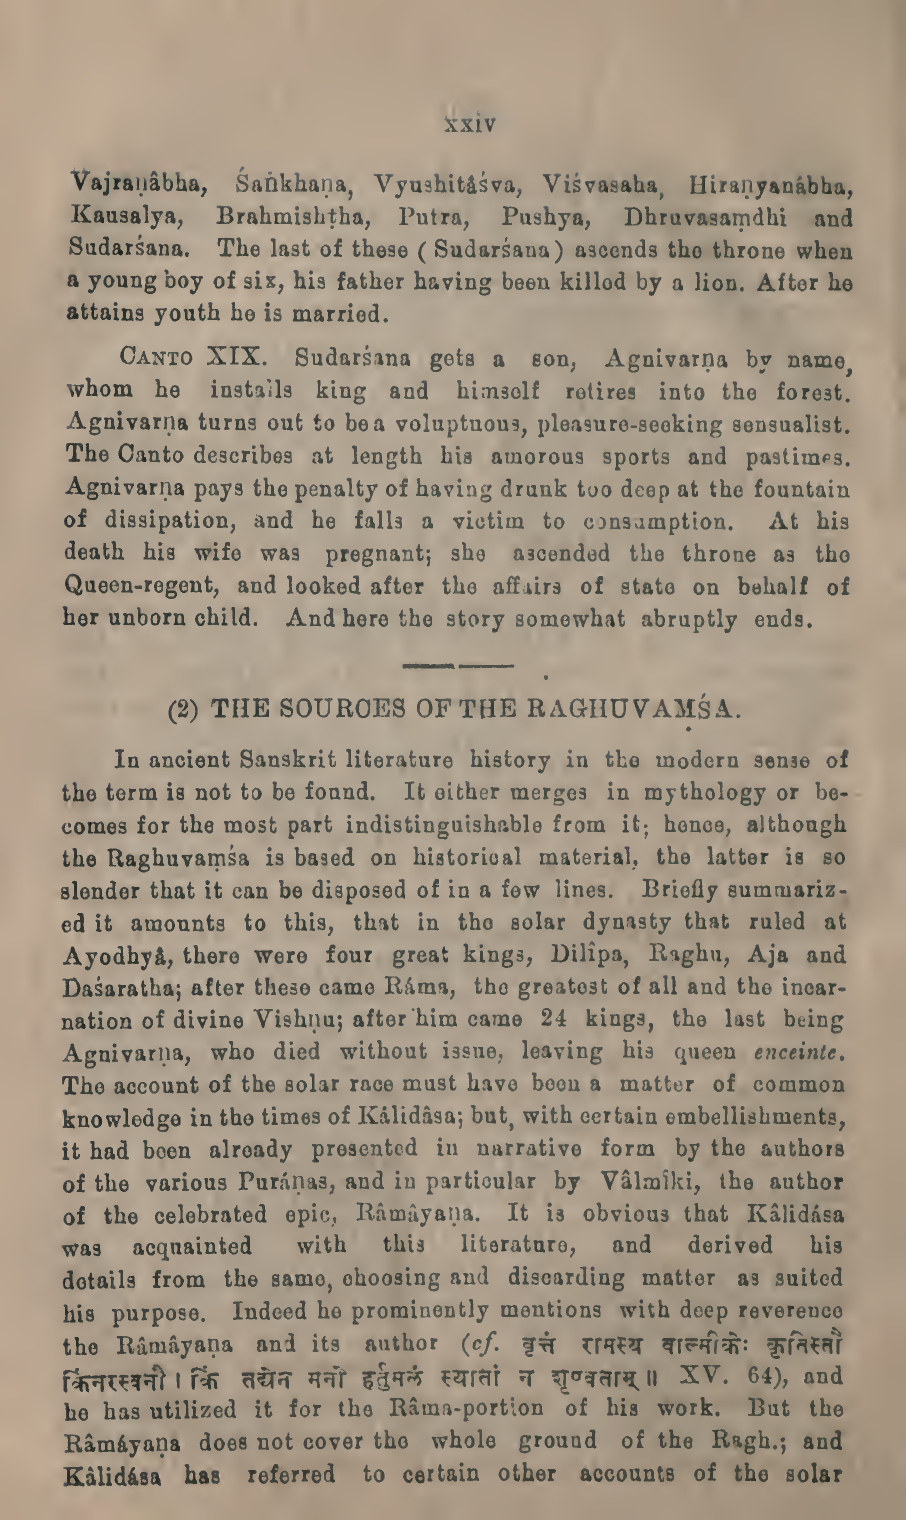 xxiv
Vajraṇâbha, Śaṅkhaṇa, Vyushitâśva, Viśvasaha, Hiraṇyanâbha,
Kausalya, Brahmishṭha, Putra, Pushya, Dhruvasaṃdhi and
Sudarśana. The last of these ( Sudarśana ) ascends the throne when
a young boy of six, his father having been killed by a lion. After he
attains youth he is married.
CANTO XIX. Sudarśana gets a son, Agnivarṇa by name,
whom he installs king and himself retires into the forest.
Agnivarṇa turns out to be a voluptuous, pleasure-seeking sensualist.
The Canto describes at length his amorous sports and pastimes.
Agnivarṇa pays the penalty of having drunk too deep at the fountain
of dissipation, and he falls a victim to consumption. At his
death his wife was pregnant; she ascended the throne as the
Queen-regent, and looked after the affairs of state on behalf of
her unborn child. And here the story somewhat abruptly ends.
(2) THE SOURCES OF THE RAGHUVAṂŚA.
In ancient Sanskrit literature history in the modern sense of
the term is not to be found. It either merges in mythology or be-
comes for the most part indistinguishable from it; hence, although
the Raghuvaṃśa is based on historical material, the latter is so
slender that it can be disposed of in a few lines. Briefly summariz-
ed it amounts to this, that in the solar dynasty that ruled at
Ayodhyâ, there were four great kings, Dilîpa, Raghu, Aja and
Daśaratha; after these came Râma, the greatest of all and the incar-
nation of divine Vishṇu; after him came 24 kings, the last being
Agnivarṇa, who died without issue, leaving his queen enceinte.
The account of the solar race must have been a matter of common
knowledge in the times of Kâlidâsa; but, with certain embellishments,
it had been already presented in narrative form by the authors
of the various Purâṇas, and in particular by Vâlmîki, the author
of the celebrated epic, Râmâyaṇa. It is obvious that Kâlidâsa
was acquainted with this literature, and derived his
details from the same, choosing and discarding matter as suited
his purpose. Indeed he prominently mentions with deep reverence
the Râmâyaṇa and its author (cf. वृत्तं रामस्य वाल्मीकेः कृतिस्तौ
किंनरस्वनौ । किं तद्येन मनो हर्तुमलं स्यातां न शृण्वताम् ॥ XV. 64), and
he has utilized it for the Râma-portion of his work. But the
Râmâyaṇa does not cover the whole ground of the Ragh.; and
Kâlidâsa has referred to certain other accounts of the solar